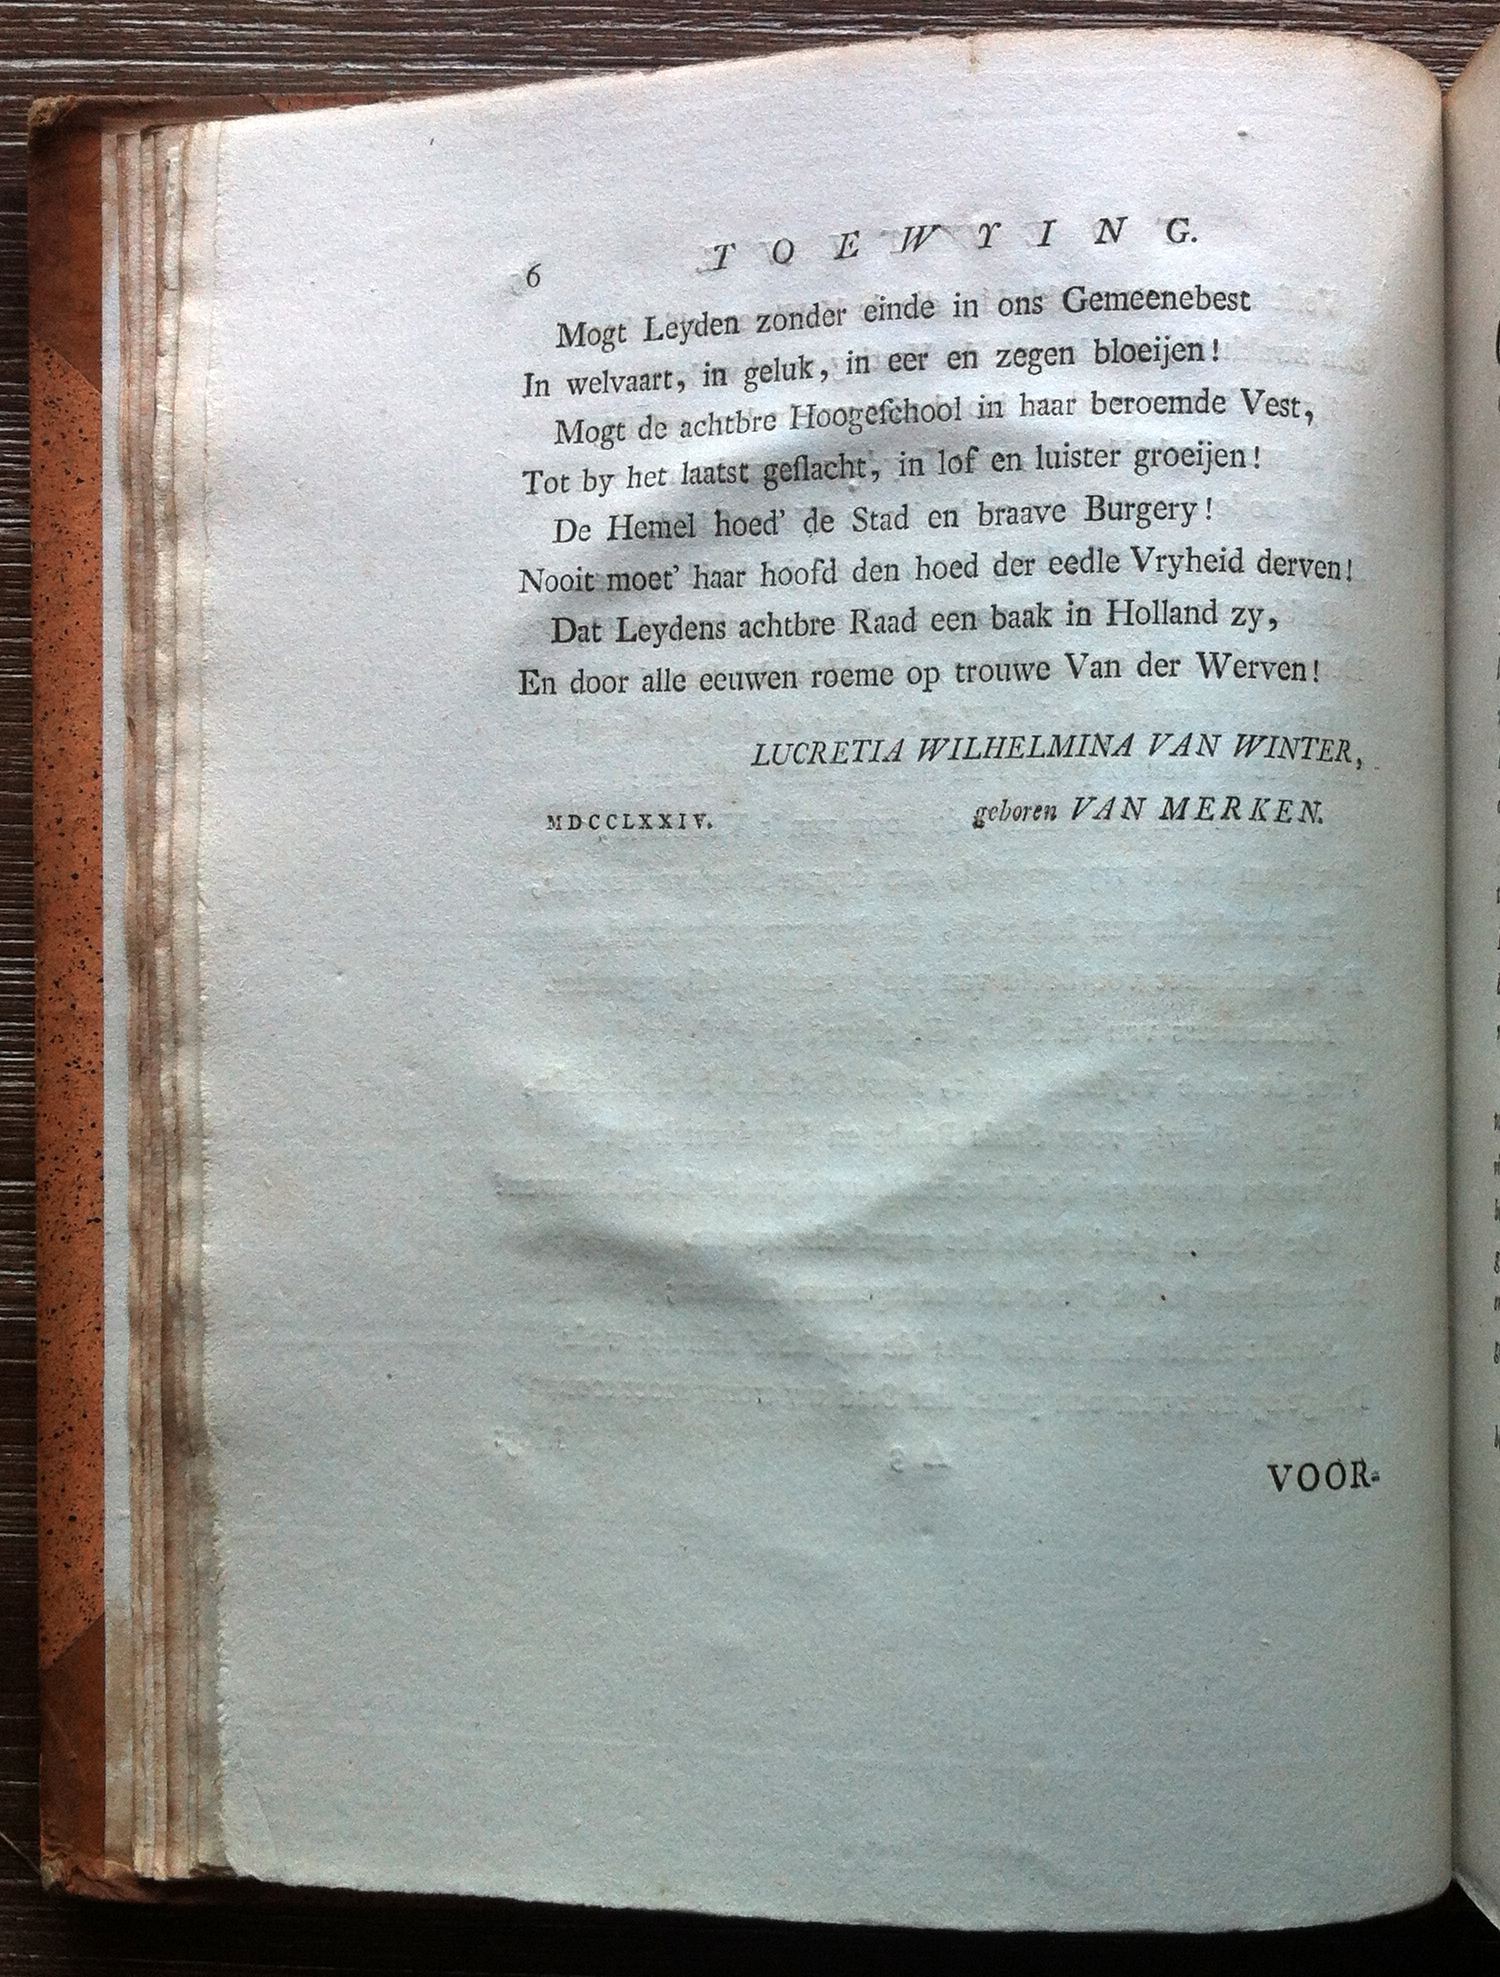 6 TOEWYING.
Mogt Leyden zonder einde in ons Gemeenebest
In welvaart, in geluk, in eer en zegen bloeijen!
Mogt de achtbre Hoogeſchool in haar beroemde Vest,
Tot by het laatst geſlacht, in lof en luister groeijen!
De Hemel hoed' de Stad en braave Burgery!
Nooit moet' haar hoofd den hoed der eedle Vryheid derven!
Dat Leydens achtbre Raad een baak in Holland zy,
En door alle eeuwen roeme op trouwe Van der Werven!
LUCRETIA WILHELMINA VAN WINTER,
geboren VAN MERKEN.
MDCCLXXIV.
VOOR-